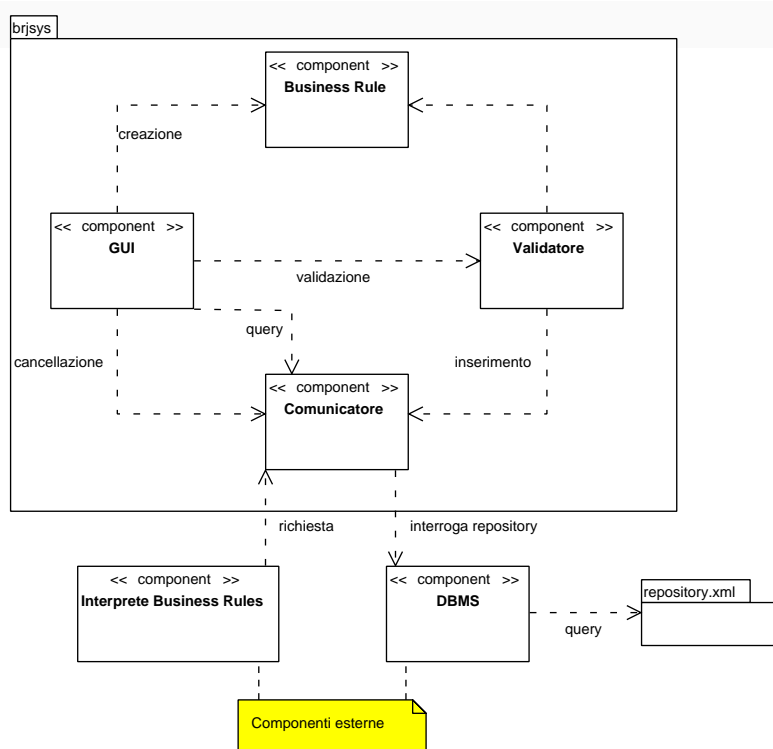 brjsys
<< component >>
Business Rule
creazione
<< component >>
GUI
<< component >>
Validatore
validazione
query
cancellazione
inserimento
<< component >>
Comunicatore
richiesta
interroga repository
<< component >>
Interprete Business Rules
<< component >>
DBMS
repository.xml
query
Componenti esterne